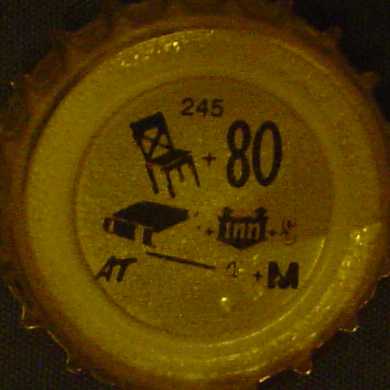 245
+ 80
+ inn +
AT + M